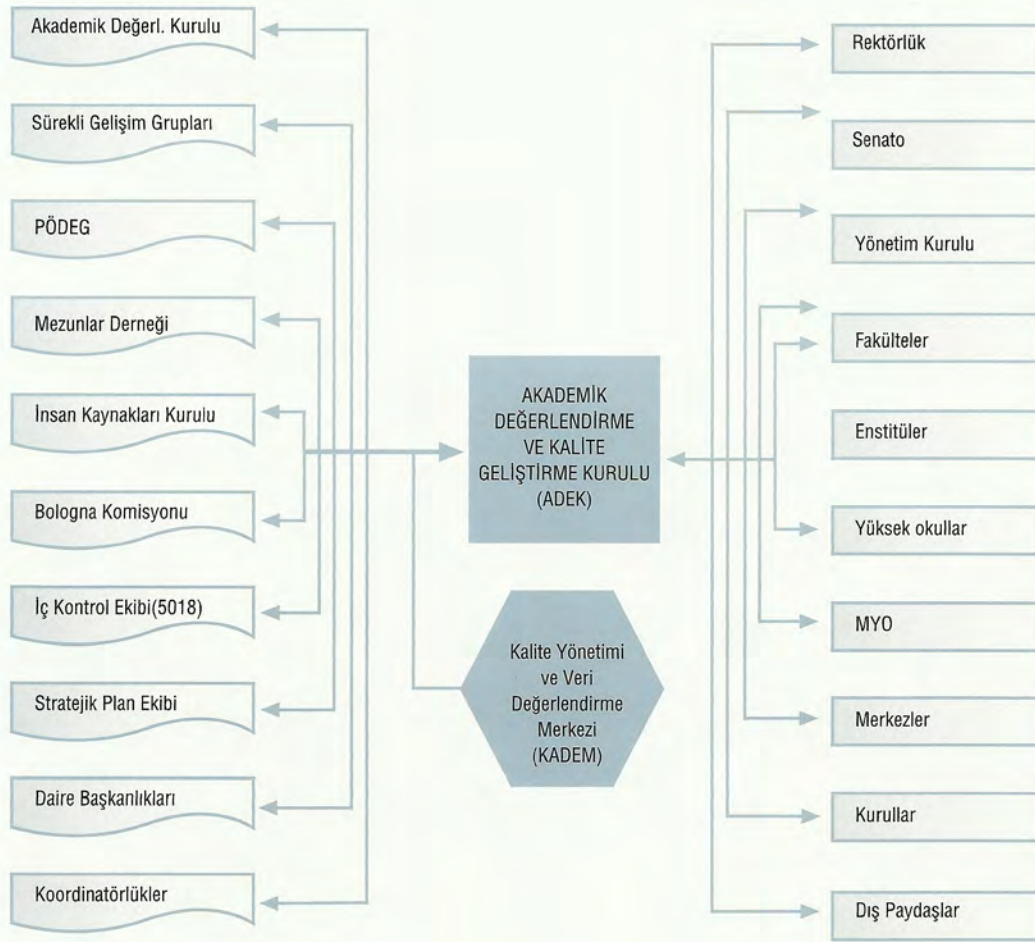 Akademik Değerl. Kurulu
Sürekli Gelişim Grupları
PÖDEG
Mezunlar Derneği
İnsan Kaynakları Kurulu
Bologna Komisyonu
İç Kontrol Ekibi(5018)
Stratejik Plan Ekibi
Daire Başkanlıkları
Koordinatörlükler
AKADEMİK
DEĞERLENDİRME
VE KALİTE
GELİŞTİRME KURULU
(ADEK)
Kalite Yönetimi
ve Veri
Değerlendirme
Merkezi
(KADEM)
Rektörlük
Senato
Yönetim Kurulu
Fakülteler
Enstitüler
Yüksek okullar
MYO
Merkezler
Kurullar
Dış Paydaşlar